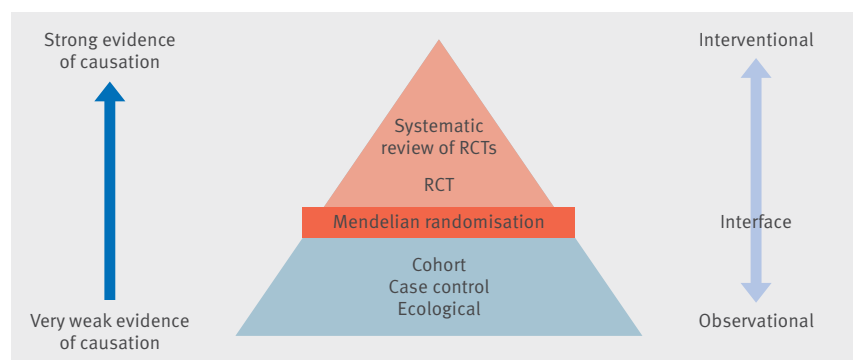 Strong evidence
of causation
Very weak evidence
of causation
Systematic
review of RCTs
RCT
Mendelian randomisation
Cohort
Case control
Ecological
Interventional
Interface
Observational